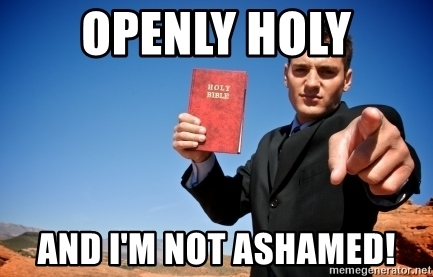 OPENLY HOLY
HOLY
BIBLE
AND I'M NOT ASHAMED!
memegenerator.net